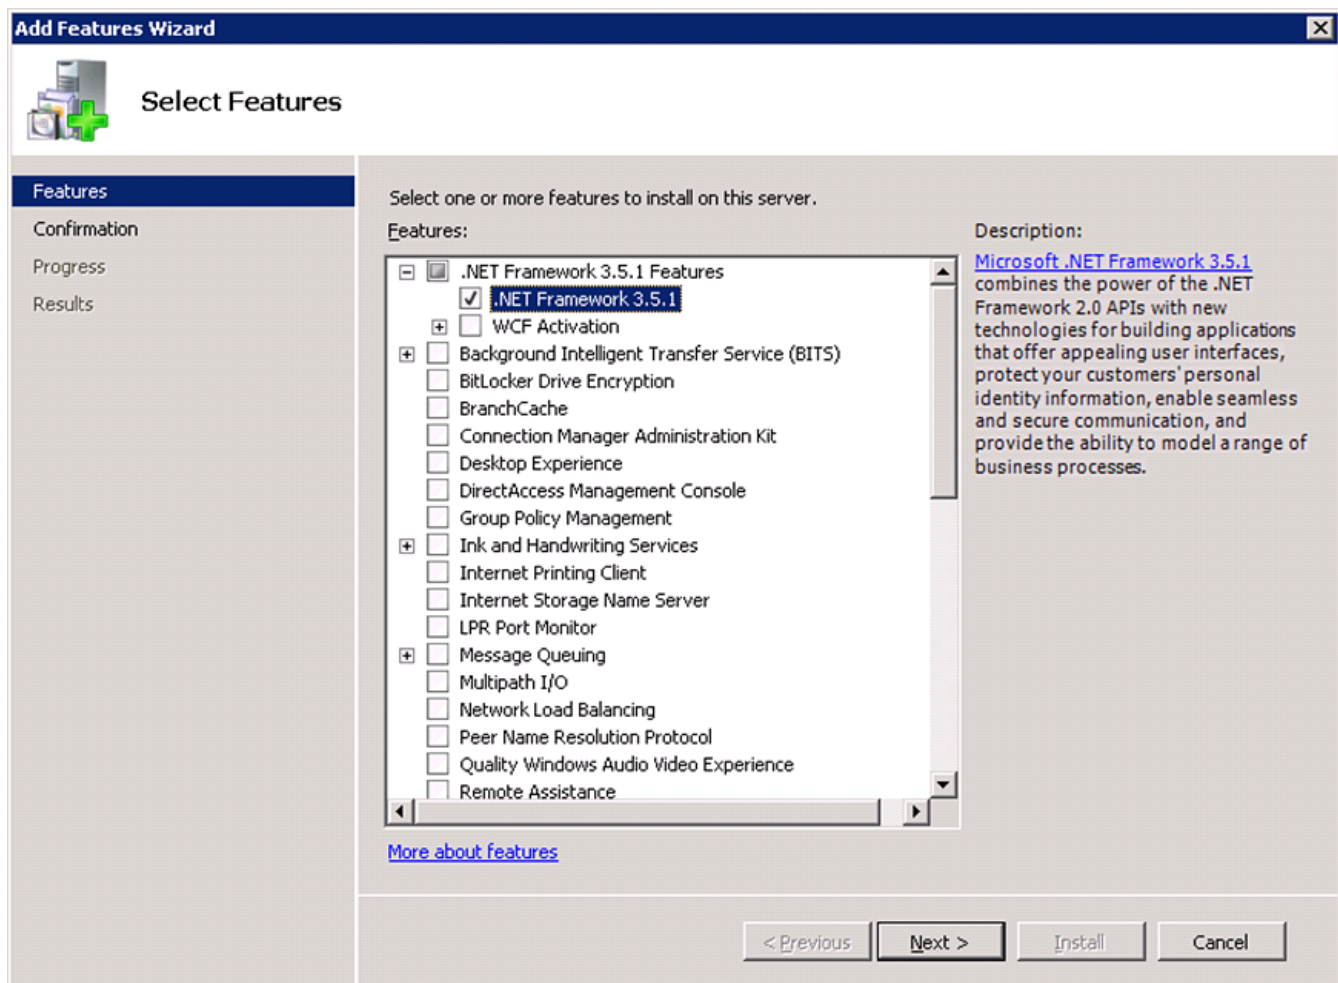 Add Features Wizard
Select Features
Features
Confirmation
Progress
Results
Select one or more features to install on this server.
Features:
.NET Framework 3.5.1 Features
.NET Framework 3.5.1
WCF Activation
Background Intelligent Transfer Service (BITS)
BitLocker Drive Encryption
BranchCache
Connection Manager Administration Kit
Desktop Experience
DirectAccess Management Console
Group Policy Management
Ink and Handwriting Services
Internet Printing Client
Internet Storage Name Server
LPR Port Monitor
Message Queuing
Multipath I/O
Network Load Balancing
Peer Name Resolution Protocol
Quality Windows Audio Video Experience
Remote Assistance
More about features
Description:
Microsoft .NET Framework 3.5.1
combines the power of the .NET
Framework 2.0 APIs with new
technologies for building applications
that offer appealing user interfaces,
protect your customers' personal
identity information, enable seamless
and secure communication, and
provide the ability to model a range of
business processes.
< Previous
Next >
Install
Cancel